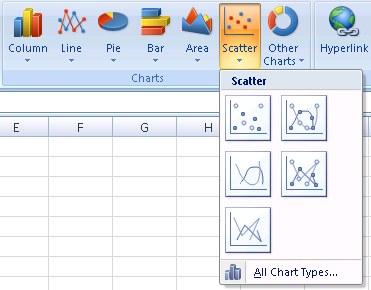 Column Line Pie Bar Area Scatter Other Charts Hyperlink
Charts
Scatter
E F G H
All Chart Types...